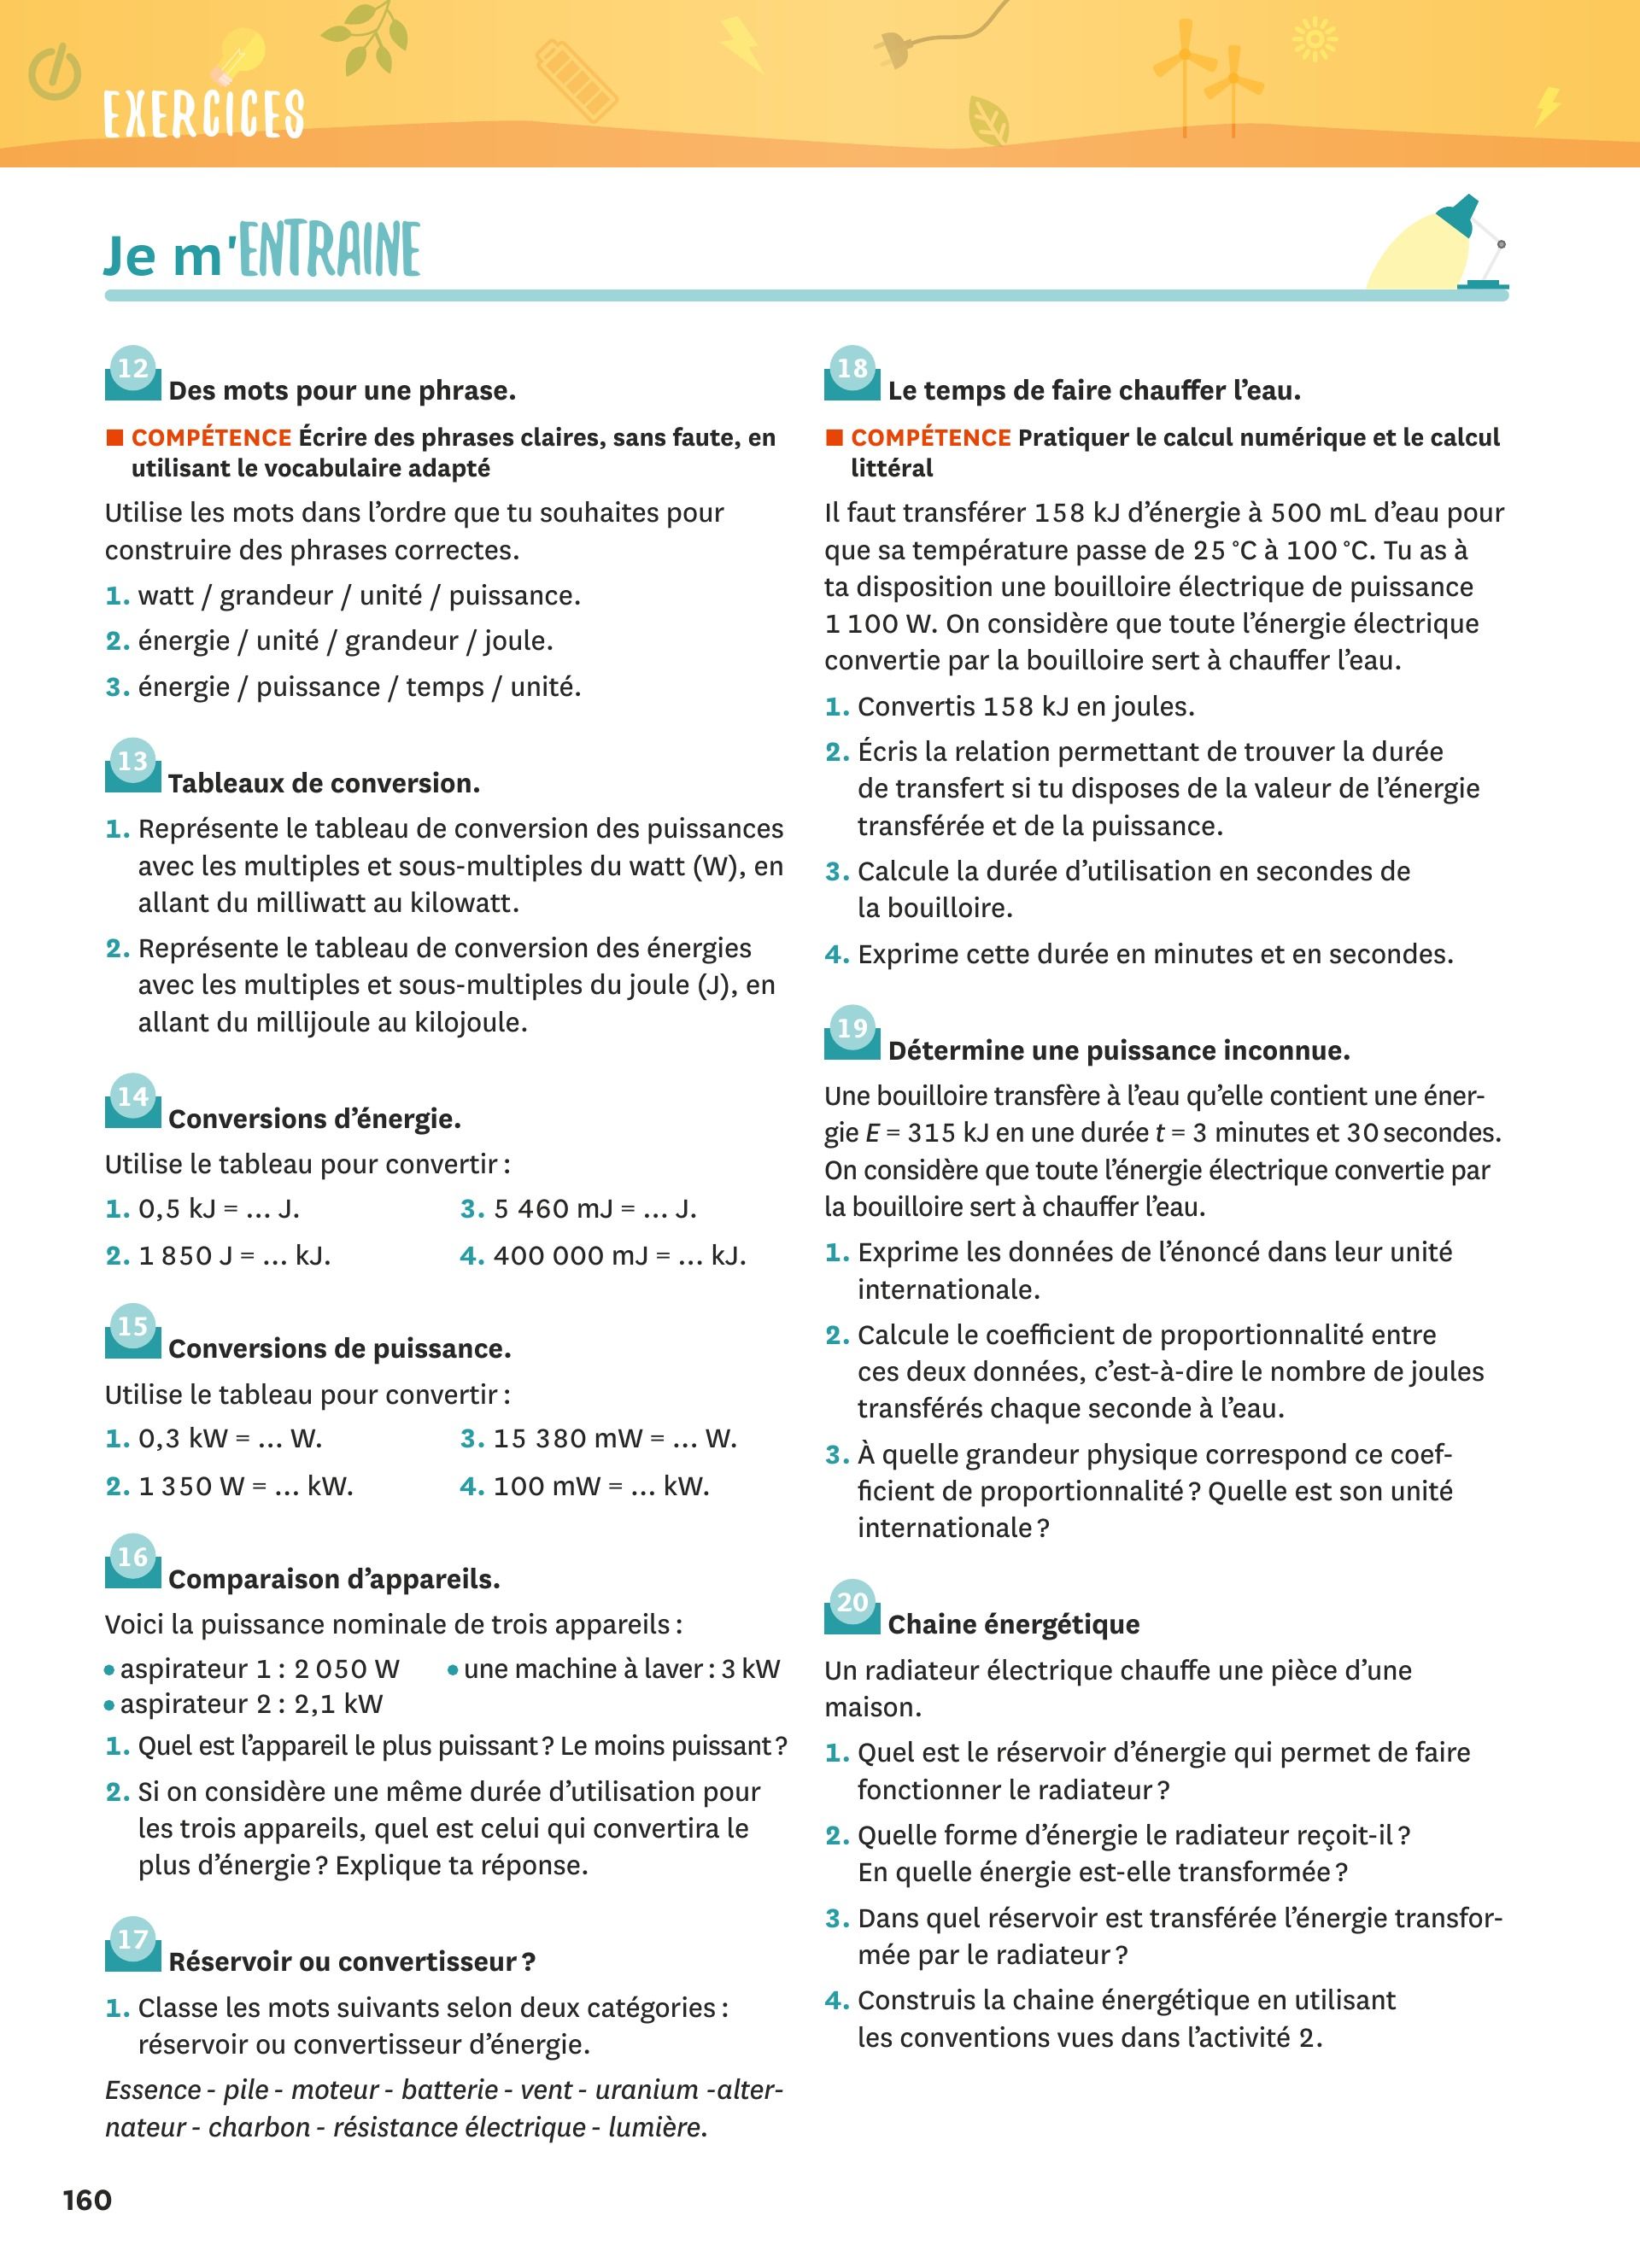 EXERCICES
Je m'ENTRAINE
12 Des mots pour une phrase.
■ COMPÉTENCE Écrire des phrases claires, sans faute, en
utilisant le vocabulaire adapté
Utilise les mots dans l’ordre que tu souhaites pour
construire des phrases correctes.
1. watt / grandeur / unité / puissance.
2. énergie / unité / grandeur / joule.
3. énergie / puissance / temps / unité.
13 Tableaux de conversion.
1. Représente le tableau de conversion des puissances
avec les multiples et sous-multiples du watt (W), en
allant du milliwatt au kilowatt.
2. Représente le tableau de conversion des énergies
avec les multiples et sous-multiples du joule (J), en
allant du millijoule au kilojoule.
14 Conversions d’énergie.
Utilise le tableau pour convertir :
1. 0,5 kJ = ... J.
2. 1 850 J = ... kJ.
3. 5 460 mJ = ... J.
4. 400 000 mJ = ... kJ.
15 Conversions de puissance.
Utilise le tableau pour convertir :
1. 0,3 kW = ... W.
2. 1 350 W = ... kW.
3. 15 380 mW = ... W.
4. 100 mW = ... kW.
16 Comparaison d’appareils.
Voici la puissance nominale de trois appareils :
• aspirateur 1 : 2 050 W
• une machine à laver : 3 kW
• aspirateur 2 : 2,1 kW
1. Quel est l’appareil le plus puissant ? Le moins puissant ?
2. Si on considère une même durée d’utilisation pour
les trois appareils, quel est celui qui convertira le
plus d’énergie ? Explique ta réponse.
17 Réservoir ou convertisseur ?
1. Classe les mots suivants selon deux catégories :
réservoir ou convertisseur d’énergie.
Essence - pile - moteur - batterie - vent - uranium -alter-
nateur - charbon - résistance électrique - lumière.
18 Le temps de faire chauffer l’eau.
■ COMPÉTENCE Pratiquer le calcul numérique et le calcul
littéral
Il faut transférer 158 kJ d’énergie à 500 mL d’eau pour
que sa température passe de 25 °C à 100 °C. Tu as à
ta disposition une bouilloire électrique de puissance
1 100 W. On considère que toute l’énergie électrique
convertie par la bouilloire sert à chauffer l’eau.
1. Convertis 158 kJ en joules.
2. Écris la relation permettant de trouver la durée
de transfert si tu disposes de la valeur de l’énergie
transférée et de la puissance.
3. Calcule la durée d’utilisation en secondes de
la bouilloire.
4. Exprime cette durée en minutes et en secondes.
19 Détermine une puissance inconnue.
Une bouilloire transfère à l’eau qu’elle contient une éner-
gie E = 315 kJ en une durée t = 3 minutes et 30 secondes.
On considère que toute l’énergie électrique convertie par
la bouilloire sert à chauffer l’eau.
1. Exprime les données de l’énoncé dans leur unité
internationale.
2. Calcule le coefficient de proportionnalité entre
ces deux données, c’est-à-dire le nombre de joules
transférés chaque seconde à l’eau.
3. À quelle grandeur physique correspond ce coef-
ficient de proportionnalité ? Quelle est son unité
internationale ?
20 Chaine énergétique
Un radiateur électrique chauffe une pièce d’une
maison.
1. Quel est le réservoir d’énergie qui permet de faire
fonctionner le radiateur ?
2. Quelle forme d’énergie le radiateur reçoit-il ?
En quelle énergie est-elle transformée ?
3. Dans quel réservoir est transférée l’énergie transfor-
mée par le radiateur ?
4. Construis la chaine énergétique en utilisant
les conventions vues dans l’activité 2.
160